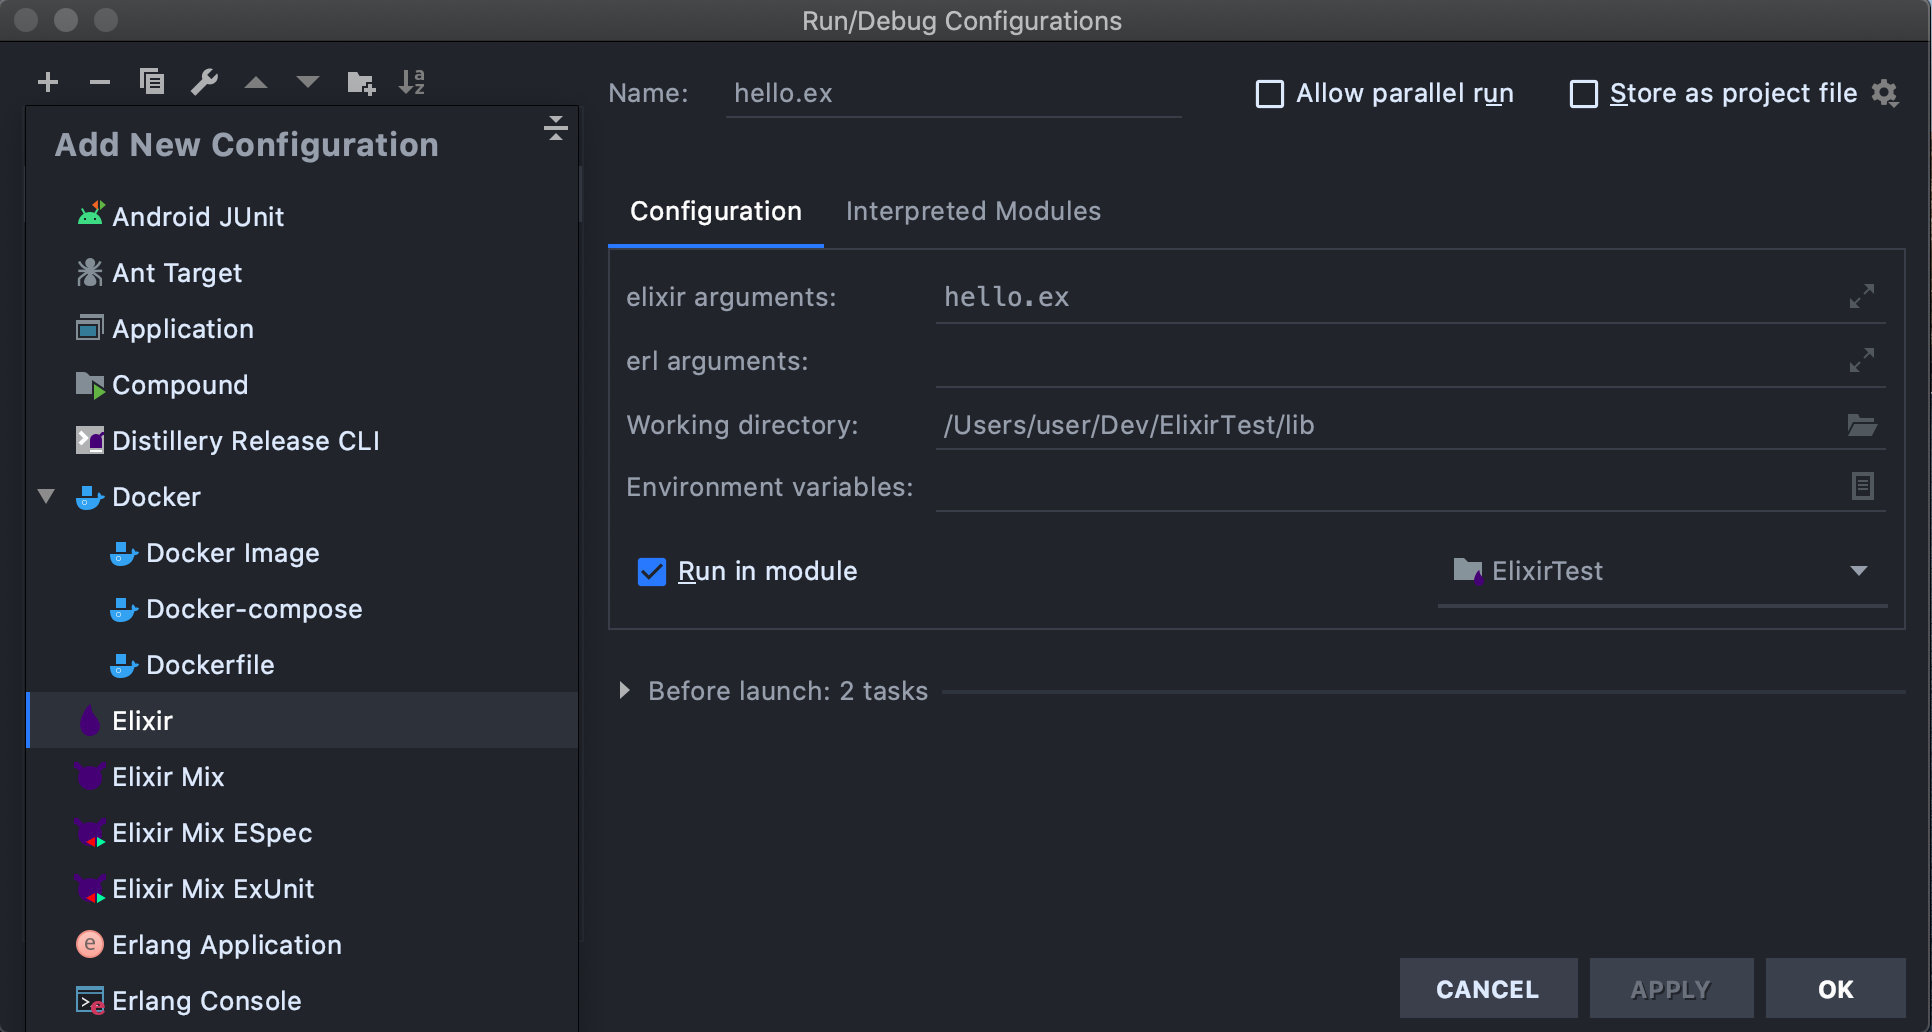 Run/Debug Configurations
Name: hello.ex
Allow parallel run
Store as project file
Add New Configuration
Android JUnit
Ant Target
Application
Compound
Distillery Release CLI
Docker
Docker Image
Docker-compose
Dockerfile
Elixir
Elixir Mix
Elixir Mix ESpec
Elixir Mix ExUnit
Erlang Application
Erlang Console
Configuration
Interpreted Modules
elixir arguments: hello.ex
erl arguments:
Working directory: /Users/user/Dev/ElixirTest/lib
Environment variables:
Run in module
ElixirTest
Before launch: 2 tasks
CANCEL
APPLY
OK